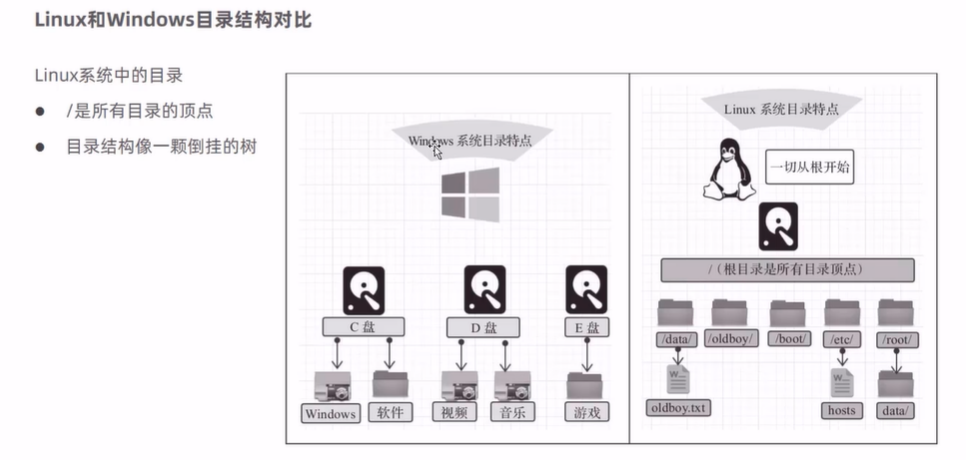 Linux和Windows目录结构对比
Linux系统中的目录
● /是所有目录的顶点
● 目录结构像一颗倒挂的树
Windows 系统目录特点
C 盘
D 盘
E 盘
Windows
软件
视频
音乐
游戏
Linux 系统目录特点
一切从根开始
/（根目录是所有目录顶点）
/data/
/oldboy/
/boot/
/etc/
/root/
W
W
oldboy.txt
hosts
data/